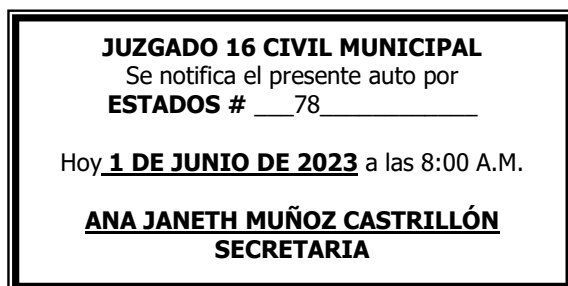 JUZGADO 16 CIVIL MUNICIPAL
Se notifica el presente auto por
ESTADOS # ___78____________
Hoy 1 DE JUNIO DE 2023 a las 8:00 A.M.
ANA JANETH MUÑOZ CASTRILLÓN
SECRETARIA